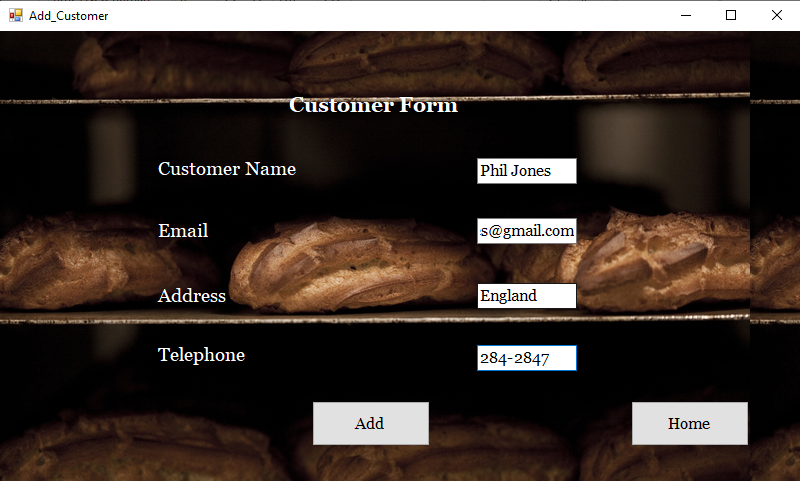 Add_Customer
Customer Form
Customer Name Phil Jones
Email s@gmail.com
Address England
Telephone 284-2847
Add Home